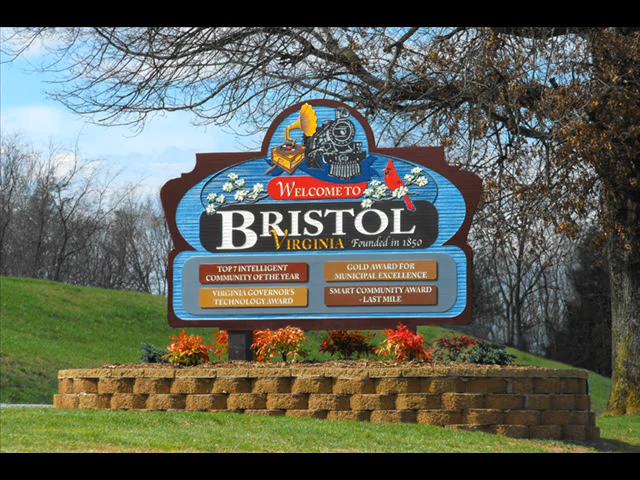 WELCOME TO
BRISTOL
VIRGINIA
Founded in 1850
TOP 7 INTELLIGENT
COMMUNITY OF THE YEAR
GOLD AWARD FOR
MUNICIPAL EXCELLENCE
VIRGINIA GOVERNOR'S
TECHNOLOGY AWARD
SMART COMMUNITY AWARD
- LAST MILE